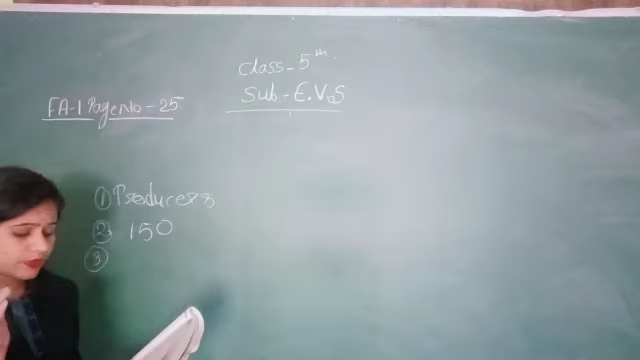 Class - 5th
Sub - E.V.S
FA-1 Page No - 25
① Producers
② 150
③